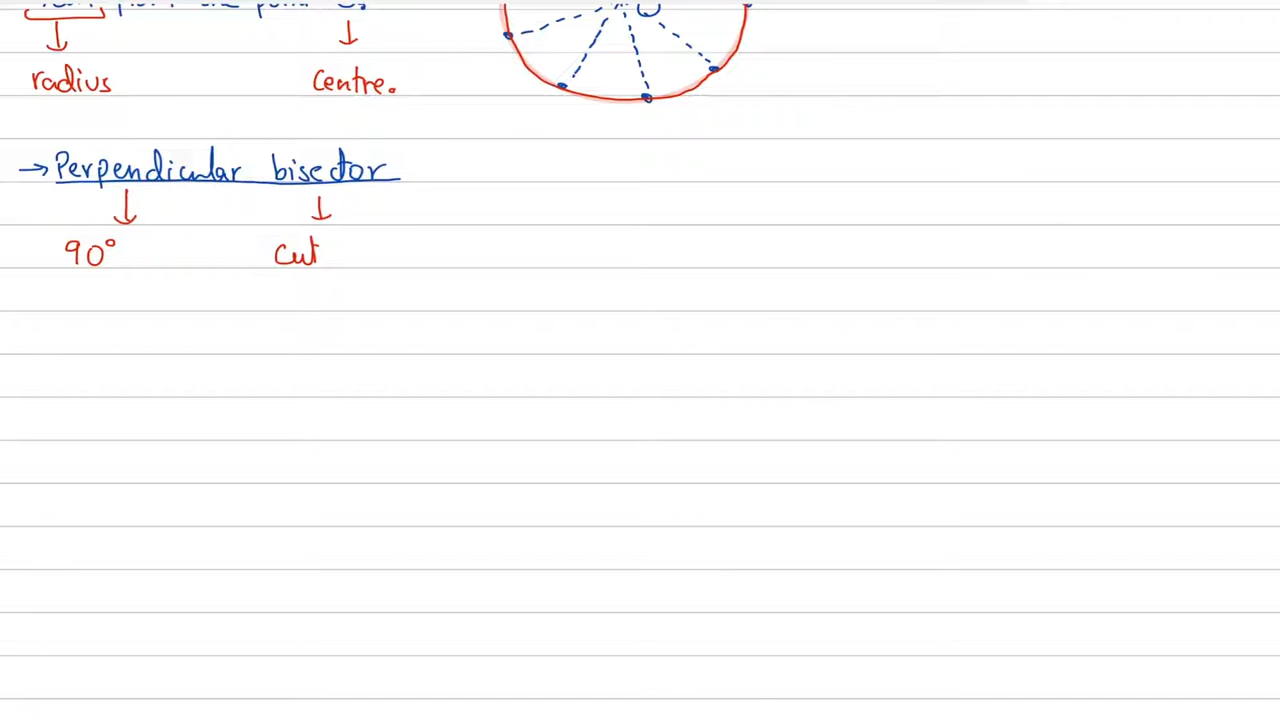 radius centre.
→ Perpendicular bisector
90° cut